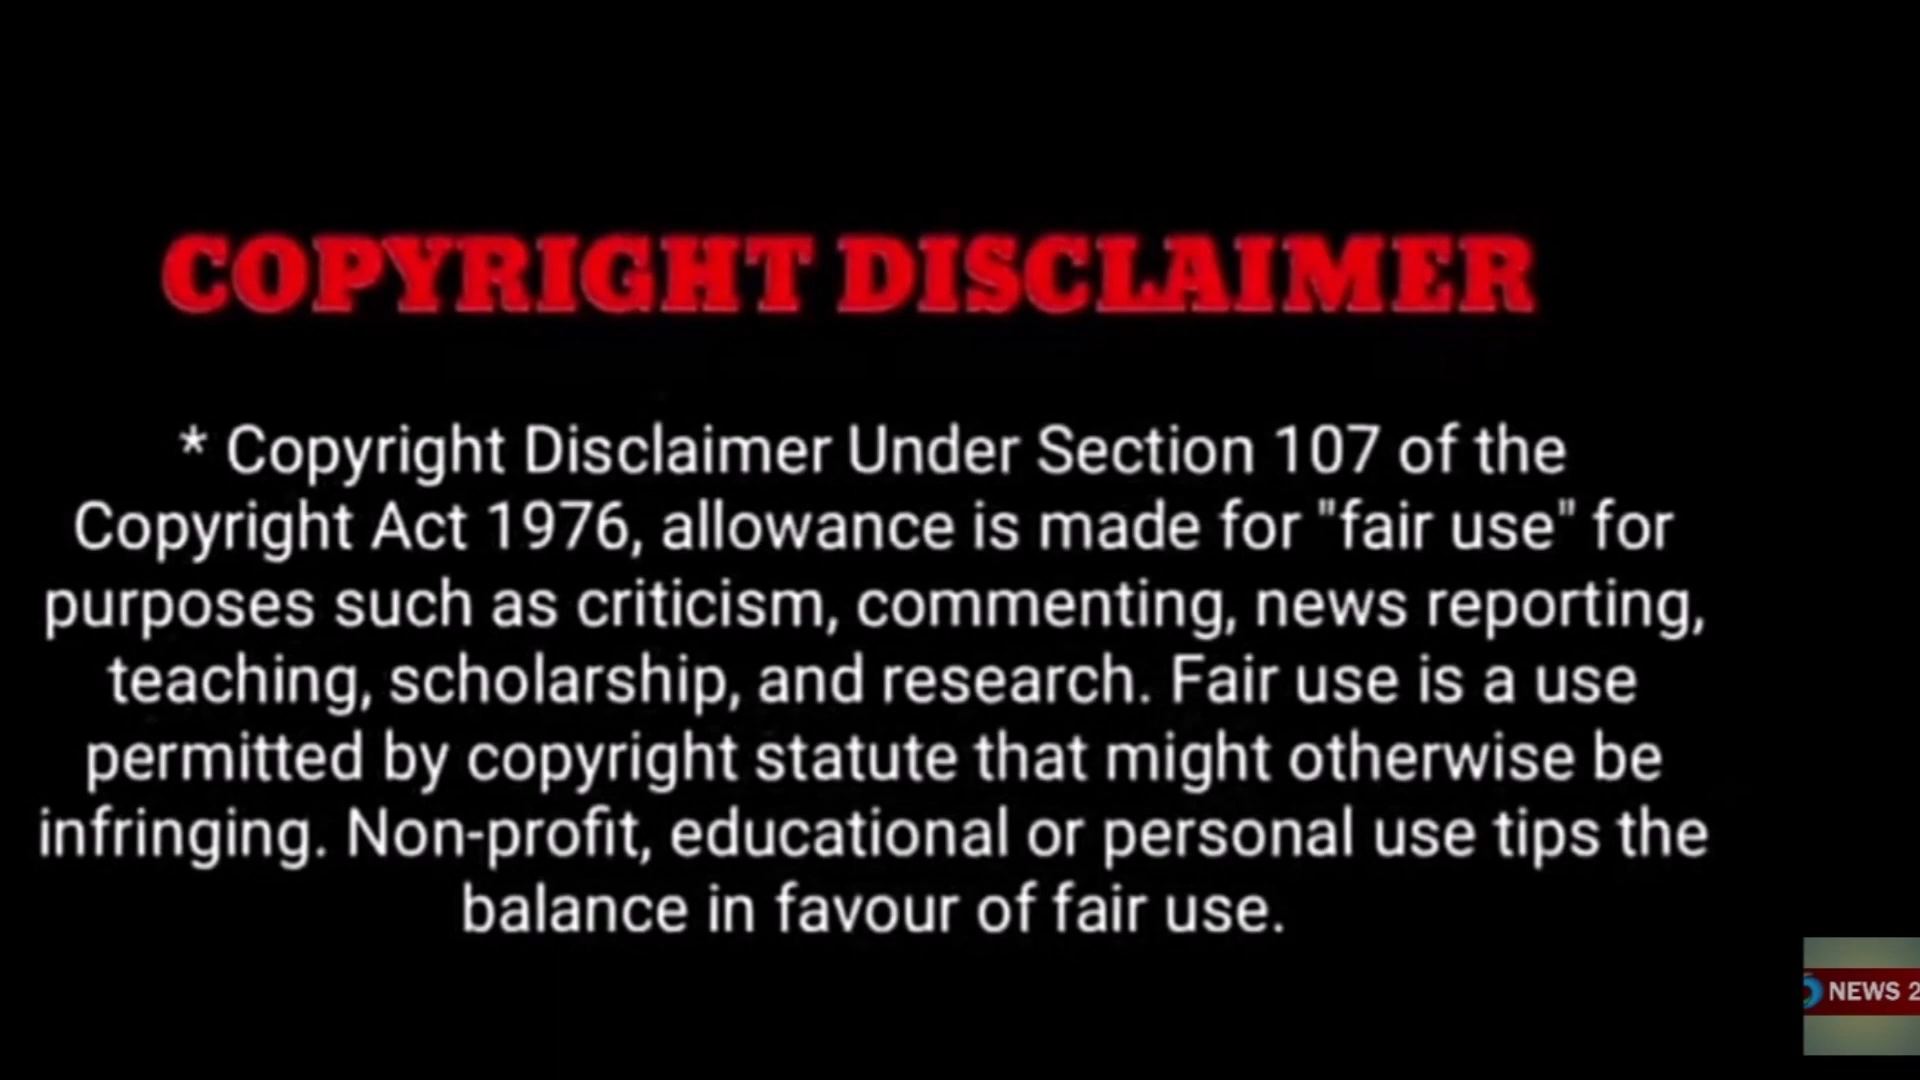 COPYRIGHT DISCLAIMER
* Copyright Disclaimer Under Section 107 of the
Copyright Act 1976, allowance is made for "fair use" for
purposes such as criticism, commenting, news reporting,
teaching, scholarship, and research. Fair use is a use
permitted by copyright statute that might otherwise be
infringing. Non-profit, educational or personal use tips the
balance in favour of fair use.
NEWS 2